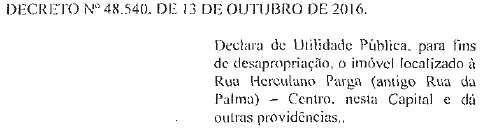 DECRETO Nº 48.540, DE 13 DE OUTUBRO DE 2016.
Declara de Utilidade Pública, para fins
de desapropriação, o imóvel localizado à
Rua Herculano Parga (antigo Rua da
Palma) – Centro, nesta Capital e dá
outras providências..